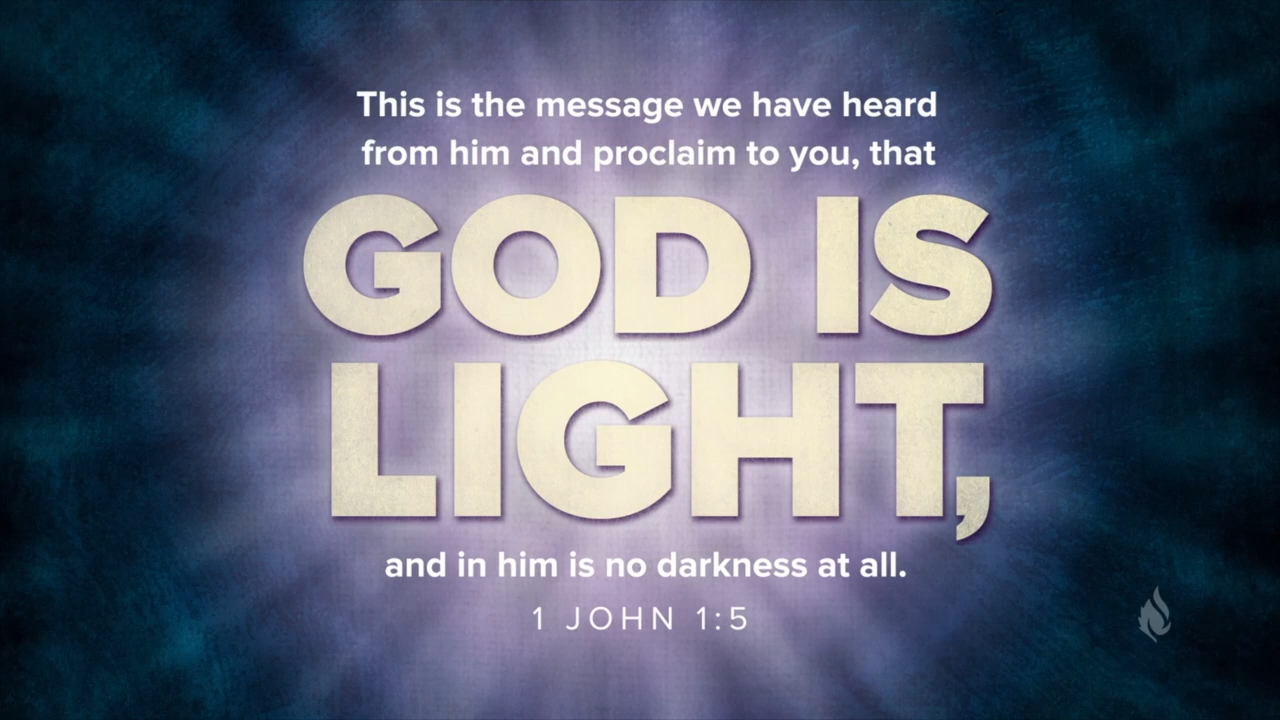 This is the message we have heard
from him and proclaim to you, that
GOD IS
LIGHT,
and in him is no darkness at all.
1 JOHN 1:5